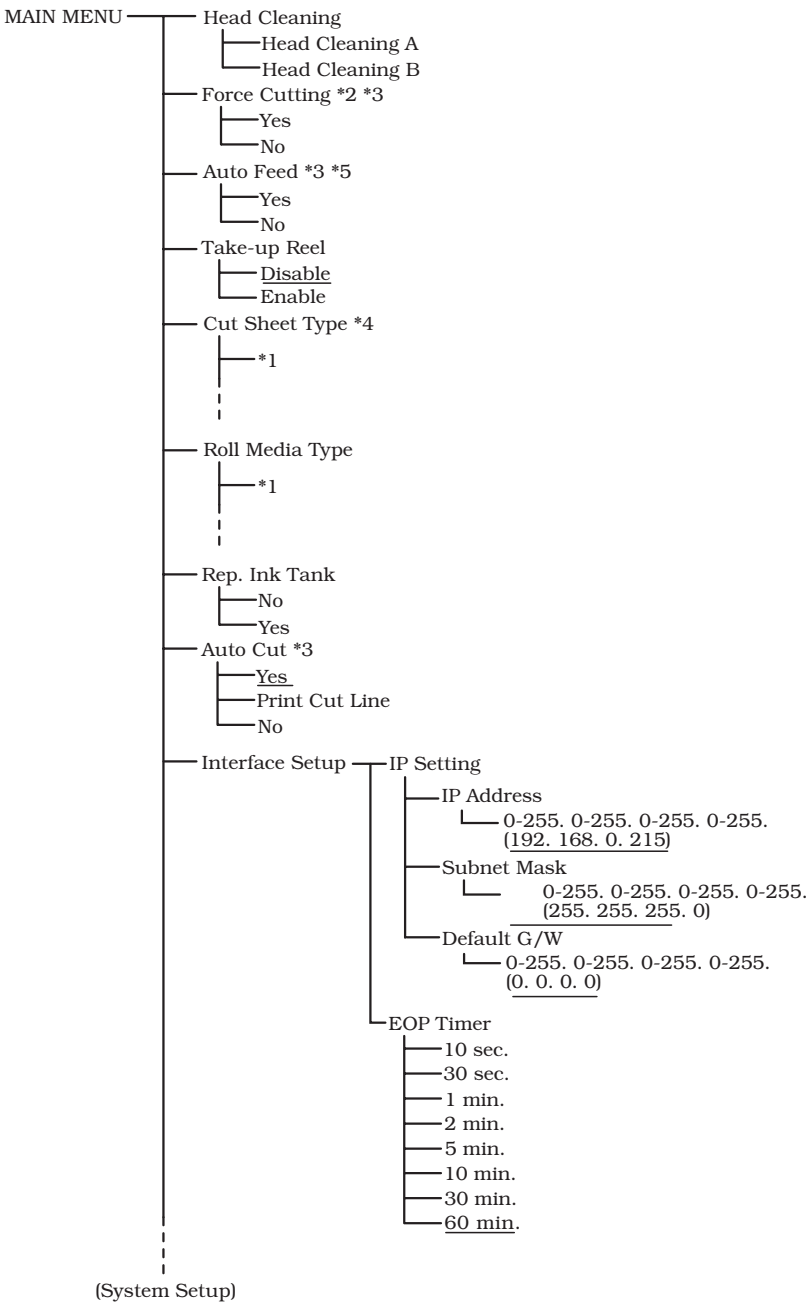 MAIN MENU
Head Cleaning
Head Cleaning A
Head Cleaning B
Force Cutting *2 *3
Yes
No
Auto Feed *3 *5
Yes
No
Take-up Reel
Disable
Enable
Cut Sheet Type *4
*1
Roll Media Type
*1
Rep. Ink Tank
No
Yes
Auto Cut *3
Yes
Print Cut Line
No
Interface Setup
IP Setting
IP Address
0-255. 0-255. 0-255. 0-255.
(192. 168. 0. 215)
Subnet Mask
0-255. 0-255. 0-255. 0-255.
(255. 255. 255. 0)
Default G/W
0-255. 0-255. 0-255. 0-255.
(0. 0. 0. 0)
EOP Timer
10 sec.
30 sec.
1 min.
2 min.
5 min.
10 min.
30 min.
60 min.
(System Setup)